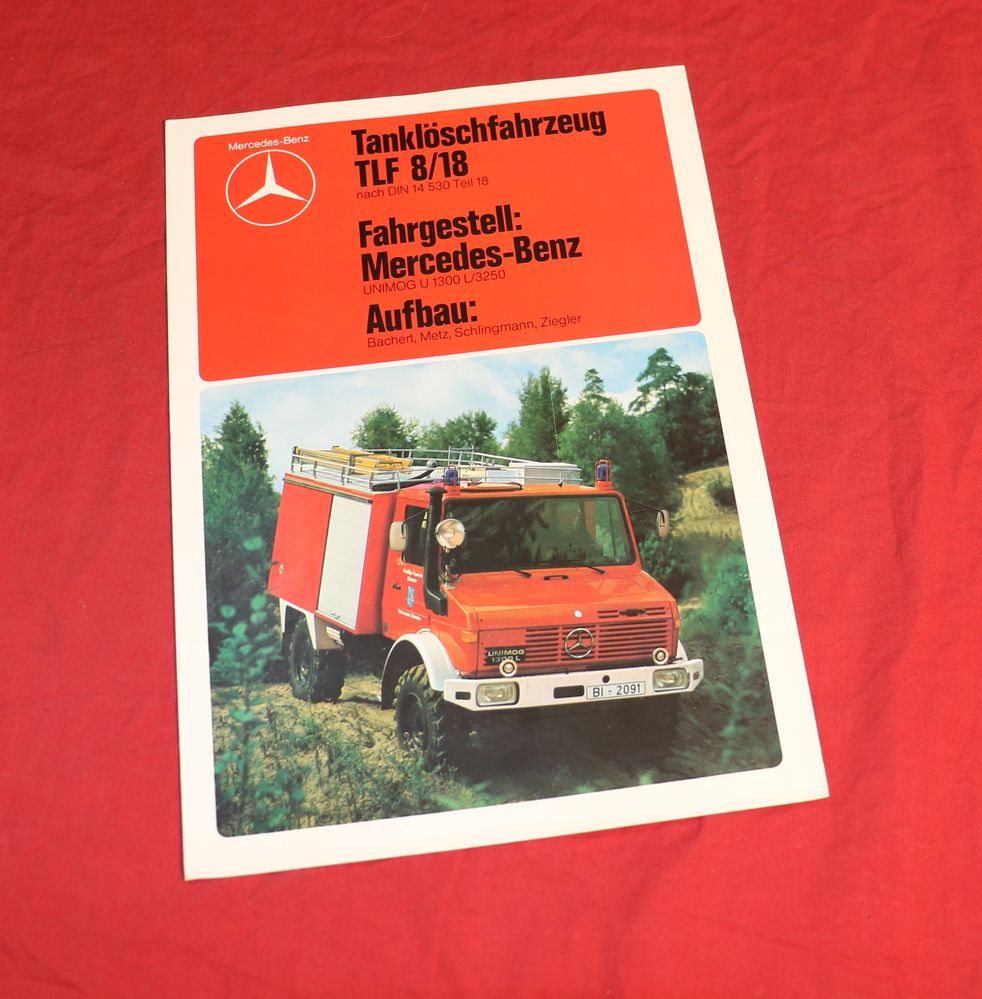 Mercedes-Benz
Tanklöschfahrzeug
TLF 8/18
nach DIN 14 530 Teil 18
Fahrgestell:
Mercedes-Benz
UNIMOG U 1300 L/3250
Aufbau:
Bachert, Metz, Schlingmann, Ziegler
UNIMOG
1300 L
BI - 2091